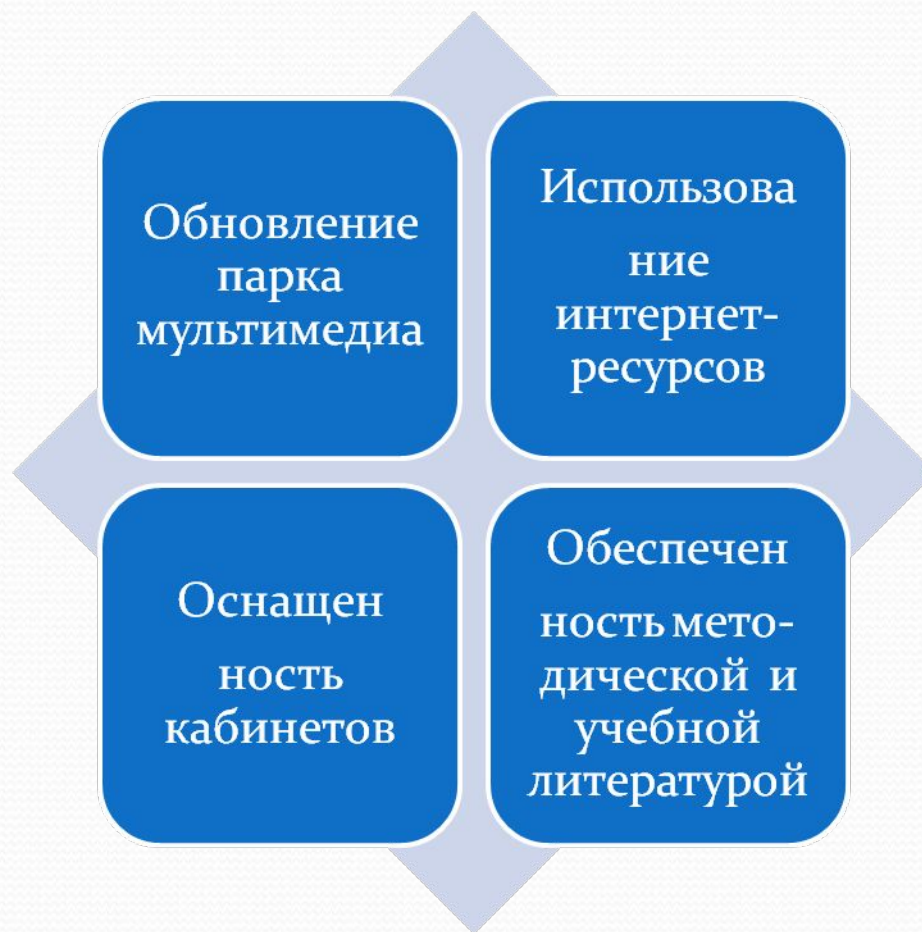 Обновление
парка
мультимедиа
Использова
ние
интернет-
ресурсов
Оснащен
ность
кабинетов
Обеспечен
ность мето-
дической и
учебной
литературой